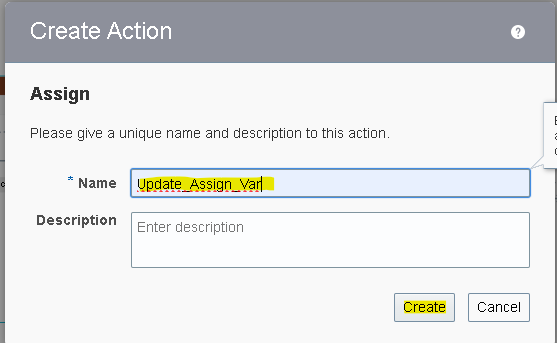 Create Action
?
Assign
Please give a unique name and description to this action.
* Name
Update_Assign_Var
Description
Enter description
Create Cancel